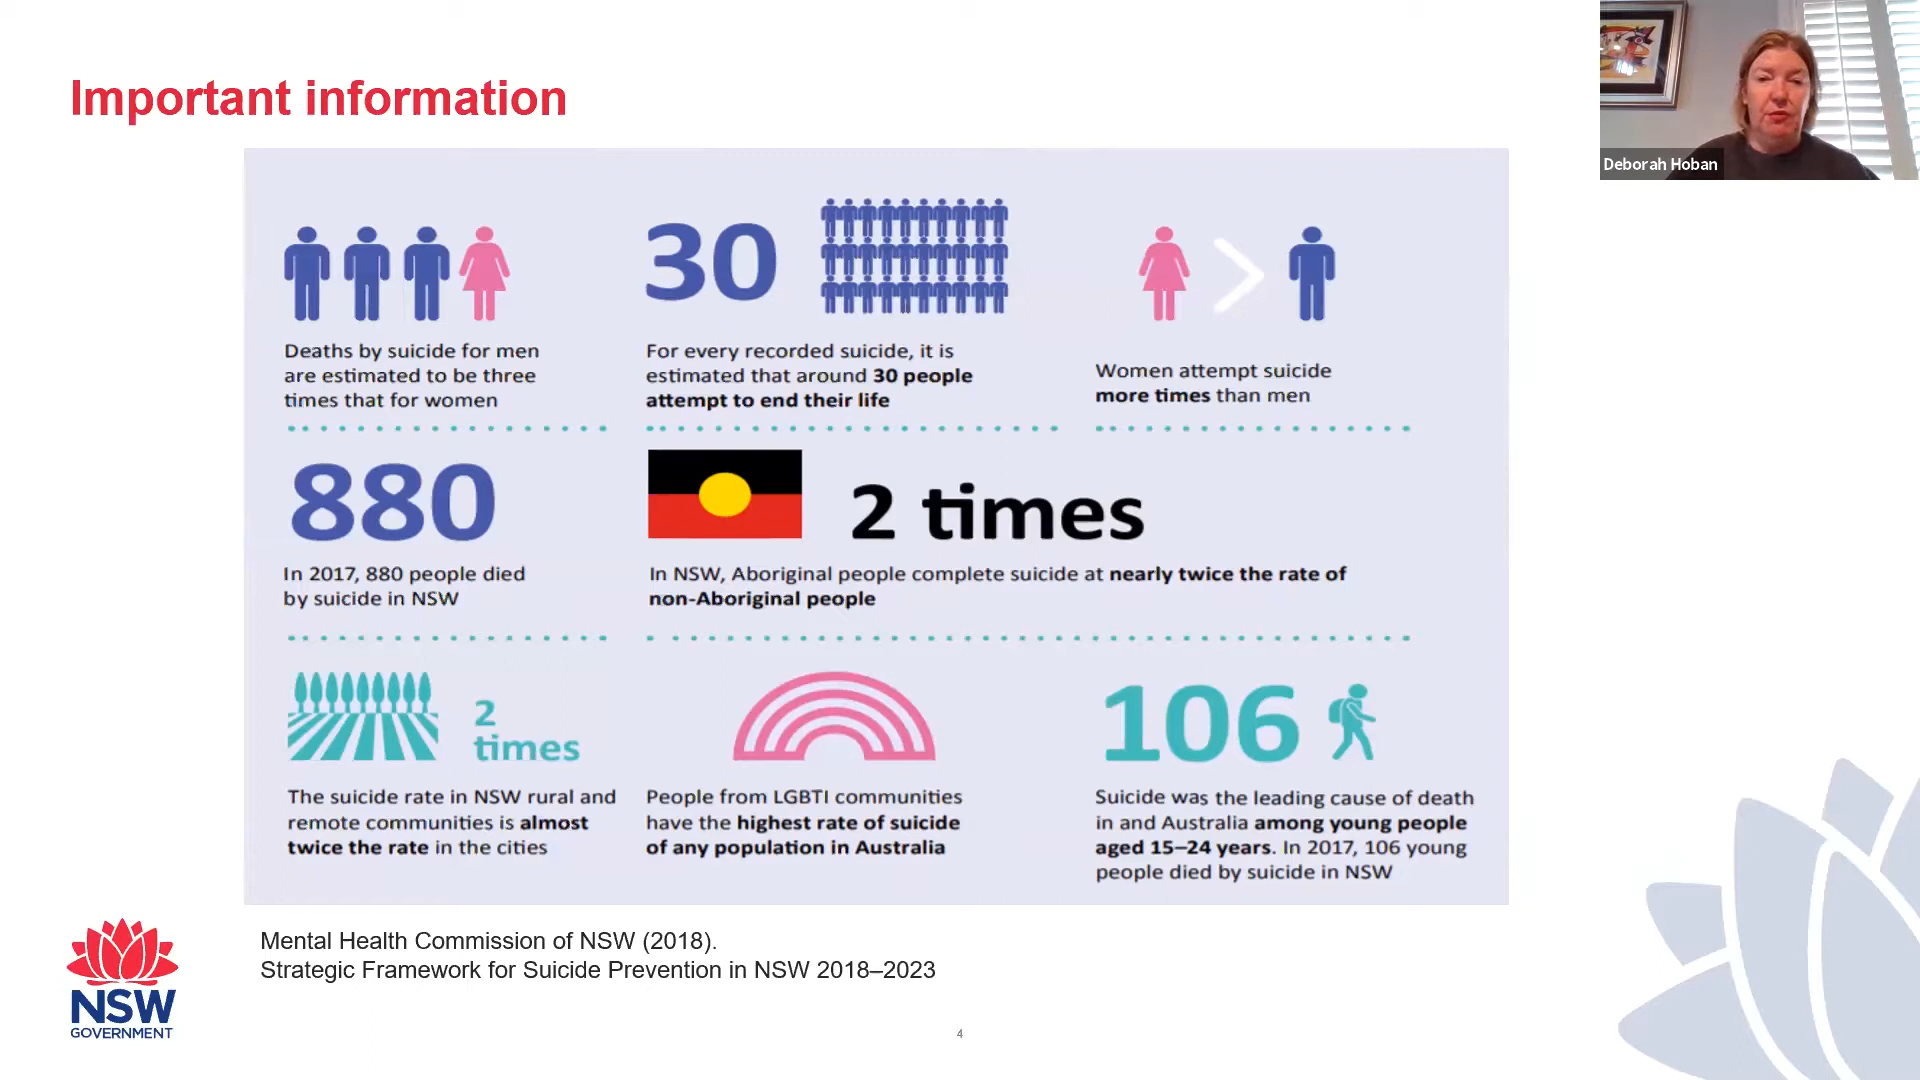 Important information
Deborah Hoban
30
Deaths by suicide for men
are estimated to be three
times that for women
For every recorded suicide, it is
estimated that around 30 people
attempt to end their life
Women attempt suicide
more times than men
880
2 times
In 2017, 880 people died
by suicide in NSW
In NSW, Aboriginal people complete suicide at nearly twice the rate of
non-Aboriginal people
2
times
106
The suicide rate in NSW rural and
remote communities is almost
twice the rate in the cities
People from LGBTI communities
have the highest rate of suicide
of any population in Australia
Suicide was the leading cause of death
in and Australia among young people
aged 15–24 years. In 2017, 106 young
people died by suicide in NSW
Mental Health Commission of NSW (2018).
Strategic Framework for Suicide Prevention in NSW 2018–2023
NSW
GOVERNMENT
4